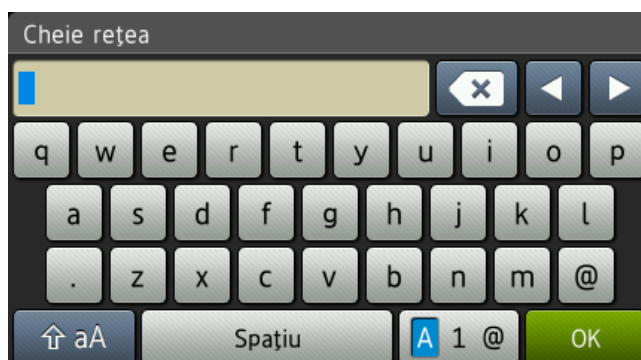 Cheie rețea
q w e r t y u i o p
a s d f g h j k l
. z x c v b n m @
aA Spațiu A 1 @ OK